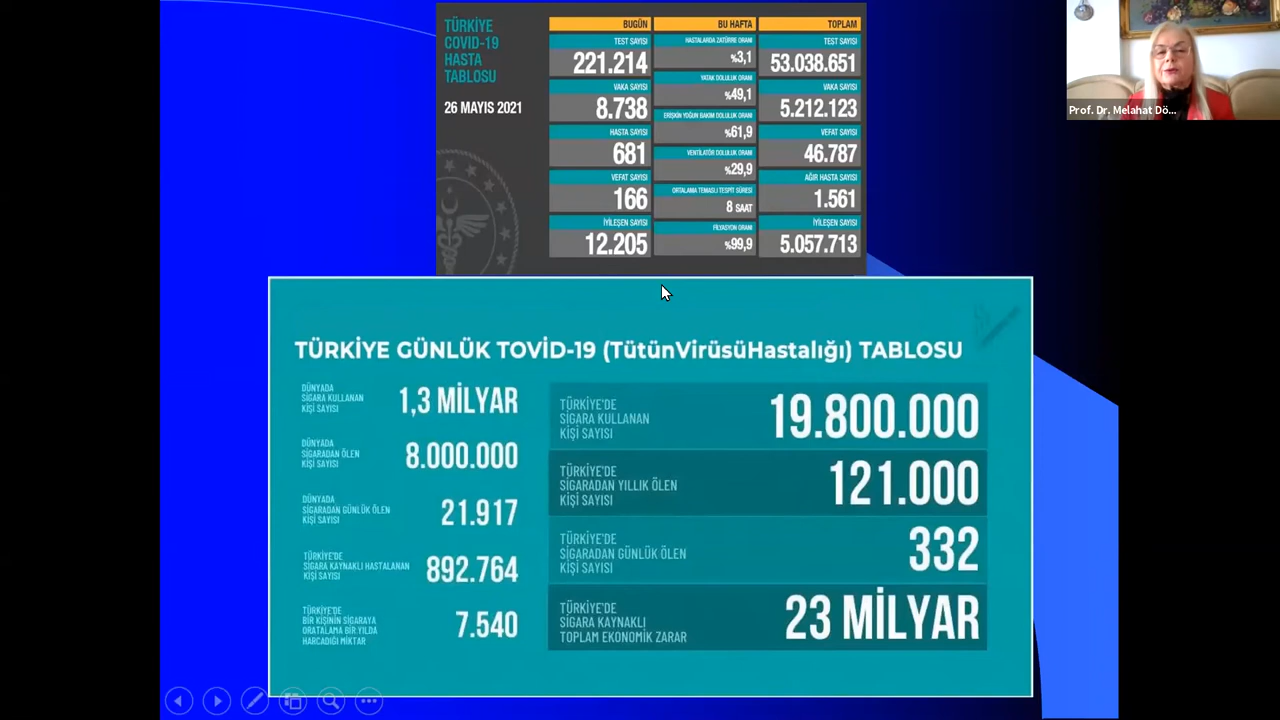 TÜRKİYE
COVID-19
HASTA
TABLOSU
26 MAYIS 2021
BUGÜN
TEST SAYISI
221.214
VAKA SAYISI
8.738
HASTA SAYISI
681
VEFAT SAYISI
166
İYİLEŞEN SAYISI
12.205
BU HAFTA
HASTALARDA ZATÜRRE ORANI
%3,1
YATAK DOLULUK ORANI
%49,1
ERİŞKİN YOĞUN BAKIM DOLULUK ORANI
%61,9
VENTİLATÖR DOLULUK ORANI
%29,9
ORTALAMA TEMASLI TESPİT SÜRESİ
8 SAAT
FİLYASYON ORANI
%99,9
TOPLAM
TEST SAYISI
53.038.651
VAKA SAYISI
5.212.123
VEFAT SAYISI
46.787
AĞIR HASTA SAYISI
1.561
İYİLEŞEN SAYISI
5.057.713
Prof. Dr. Melahat Dö...
TÜRKİYE GÜNLÜK TOVİD-19 (TütünVirüsüHastalığı) TABLOSU
DÜNYADA
SİGARA KULLANAN
KİŞİ SAYISI
1,3 MİLYAR
DÜNYADA
SİGARADAN ÖLEN
KİŞİ SAYISI
8.000.000
DÜNYADA
SİGARADAN GÜNLÜK ÖLEN
KİŞİ SAYISI
21.917
TÜRKİYE'DE
SİGARA KAYNAKLI HASTALANAN
KİŞİ SAYISI
892.764
TÜRKİYE'DE
BİR KİŞİNİN SİGARAYA
ORATALAMA BİR YILDA
HARCADIĞI MİKTAR
7.540
TÜRKİYE'DE
SİGARA KULLANAN
KİŞİ SAYISI
19.800.000
TÜRKİYE'DE
SİGARADAN YILLIK ÖLEN
KİŞİ SAYISI
121.000
TÜRKİYE'DE
SİGARADAN GÜNLÜK ÖLEN
KİŞİ SAYISI
332
TÜRKİYE'DE
SİGARA KAYNAKLI
TOPLAM EKONOMİK ZARAR
23 MİLYAR